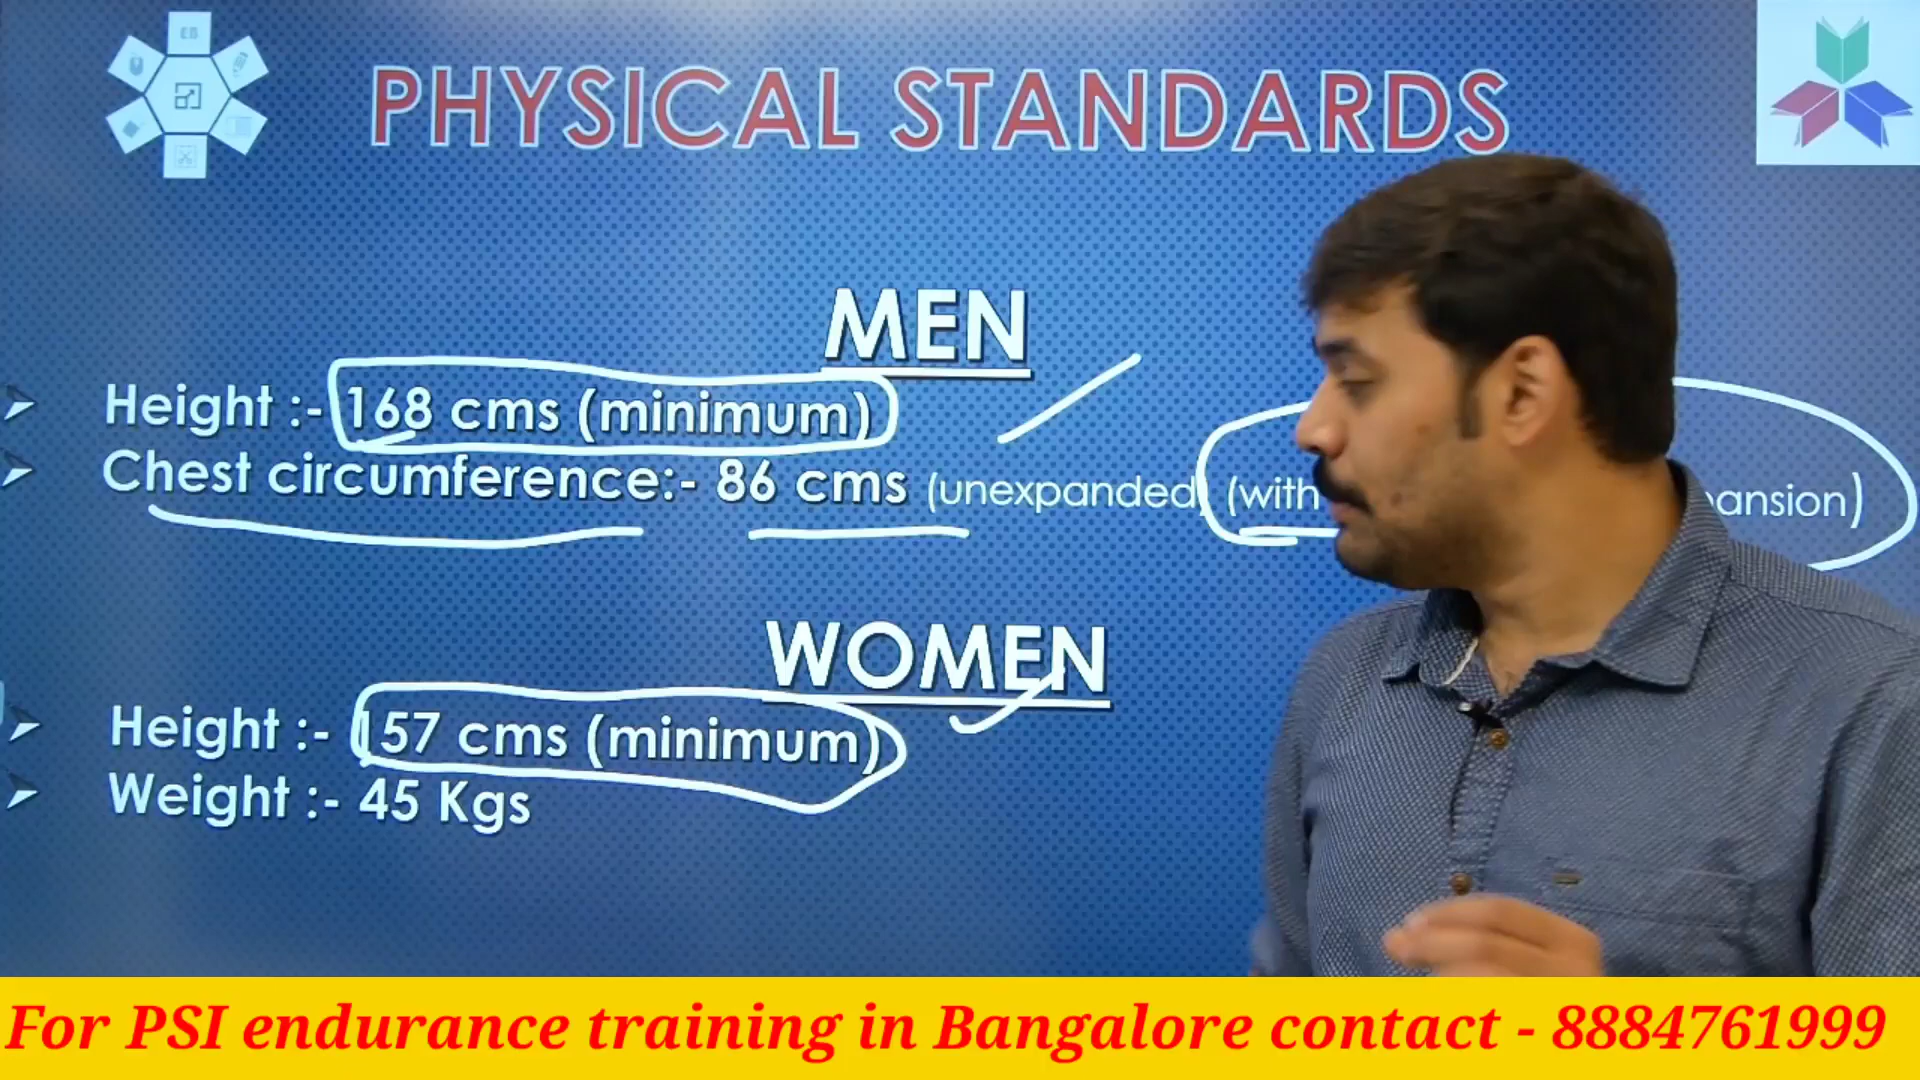 PHYSICAL STANDARDS
MEN
Height :- 168 cms (minimum)
Chest circumference:- 86 cms (unexpanded) (with
WOMEN
Height :- 157 cms (minimum)
Weight :- 45 Kgs
For PSI endurance training in Bangalore contact - 8884761999